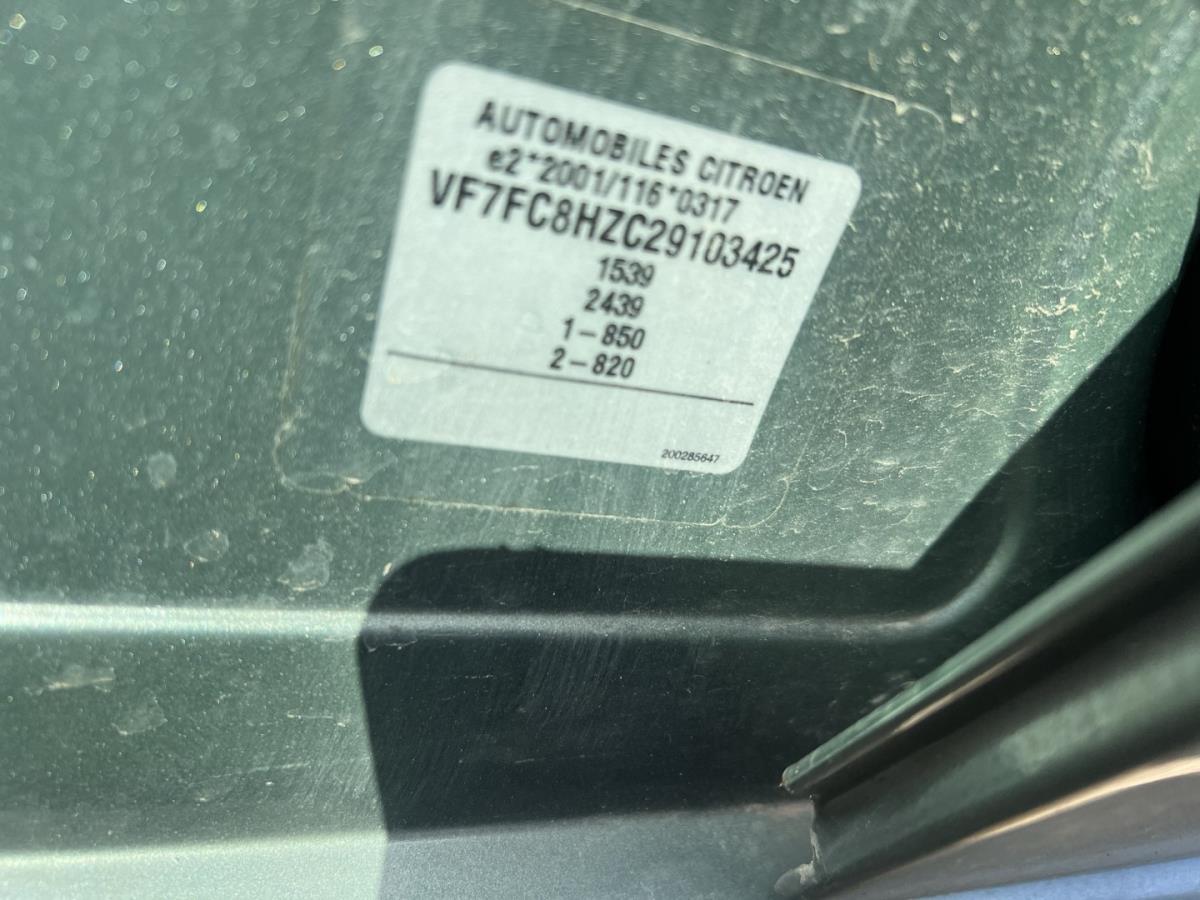 AUTOMOBILES CITROEN
e2*2001/116*0317
VF7FC8HZC29103425
1539
2439
1-850
2-820
200285647